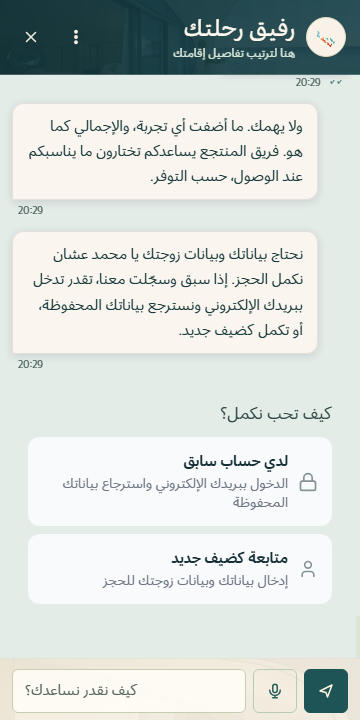 رفيق رحلتك
هنا لترتيب تفاصيل إقامتك
20:29
ولا يهمك. ما أضفت أي تجربة، والإجمالي كما
هو. فريق المنتجع يساعدكم تختارون ما يناسبكم
عند الوصول، حسب التوفر.
20:29
نحتاج بياناتك وبيانات زوجتك يا محمد عشان
نكمل الحجز. إذا سبق وسجّلت معنا، تقدر تدخل
ببريدك الإلكتروني ونسترجع بياناتك المحفوظة،
أو تكمل كضيف جديد.
20:29
كيف تحب نكمل؟
لدي حساب سابق
الدخول ببريدك الإلكتروني واسترجاع بياناتك
المحفوظة
متابعة كضيف جديد
إدخال بياناتك وبيانات زوجتك للحجز
كيف نقدر نساعدك؟